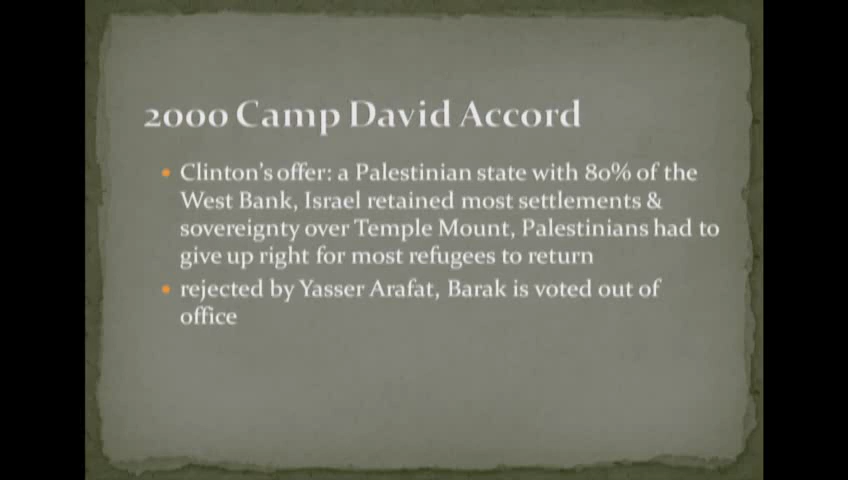 2000 Camp David Accord
• Clinton's offer: a Palestinian state with 80% of the
West Bank, Israel retained most settlements &
sovereignty over Temple Mount, Palestinians had to
give up right for most refugees to return
• rejected by Yasser Arafat, Barak is voted out of
office